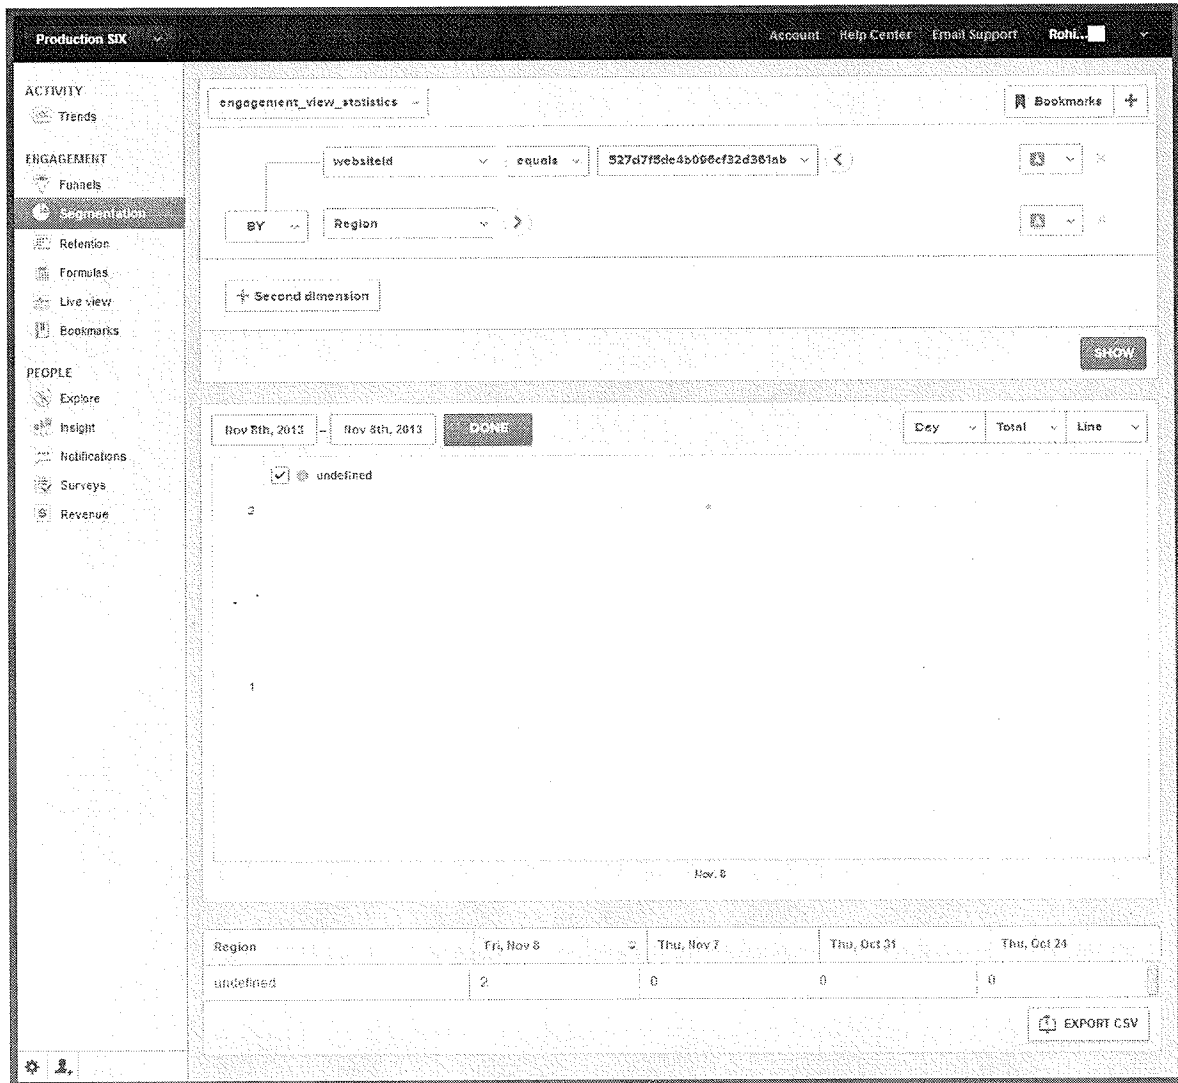 Production SIX
Account Help Center Email Support Rohi...
ACTIVITY
Trends
ENGAGEMENT
Funnels
Segmentation
Retention
Formulas
Live view
Bookmarks
PEOPLE
Explore
Insight
Notifications
Surveys
Revenue
engagement_view_statistics
Bookmarks
websiteId equals
BY Region
Second dimension
SHOW
Nov 8th, 2013 – Nov 8th, 2013 DONE
Day Total Line
undefined
2
1
Nov. 8
Region Fri, Nov 8 Thu, Nov 7 Thu, Oct 31 Thu, Oct 24
undefined 2 0 0 0
EXPORT CSV